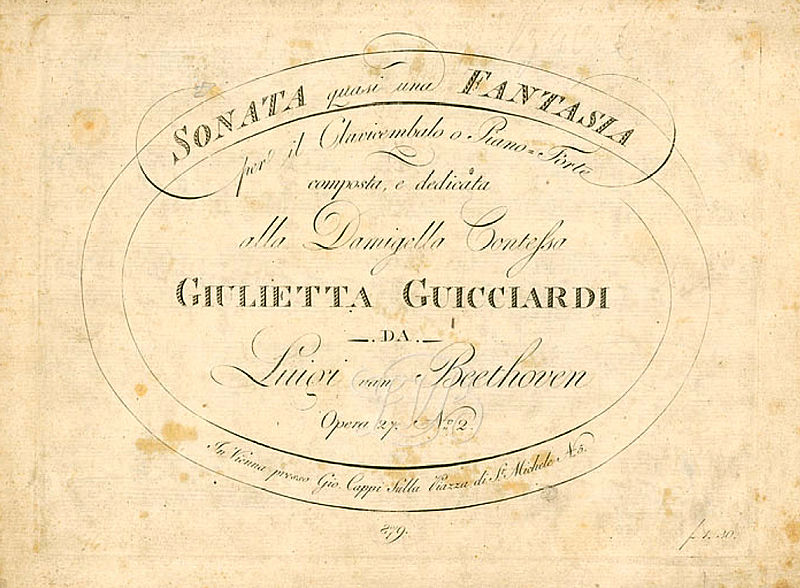 SONATA quasi una FANTASIA
per il Clavicembalo o Piano=Forte
composta, e dedicata
alla Damigella Contessa
GIULIETTA GUICCIARDI
DA
Luigi van Beethoven
Opera 27. No 2.
In Vienna presso Gio. Cappi Sulla Piazza di St. Michele No 5.
879.
f 1.30.